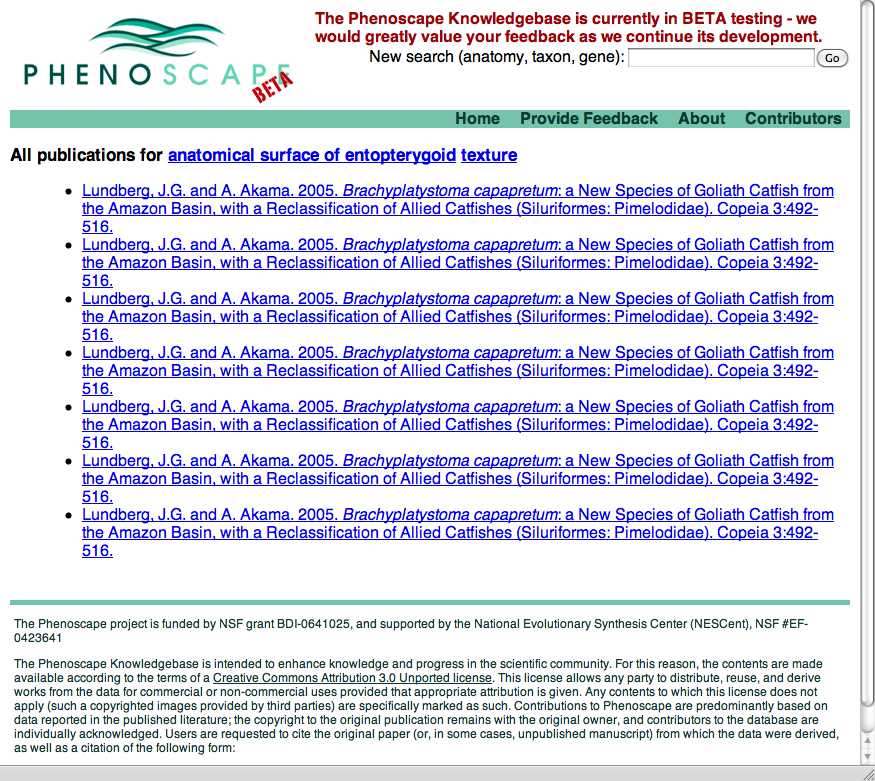 PHENOSCAPE
BETA
The Phenoscape Knowledgebase is currently in BETA testing - we
would greatly value your feedback as we continue its development.
New search (anatomy, taxon, gene):
Go
Home Provide Feedback About Contributors
All publications for anatomical surface of entopterygoid texture
• Lundberg, J.G. and A. Akama. 2005. Brachyplatystoma capapretum: a New Species of Goliath Catfish from
the Amazon Basin, with a Reclassification of Allied Catfishes (Siluriformes: Pimelodidae). Copeia 3:492-
516.
• Lundberg, J.G. and A. Akama. 2005. Brachyplatystoma capapretum: a New Species of Goliath Catfish from
the Amazon Basin, with a Reclassification of Allied Catfishes (Siluriformes: Pimelodidae). Copeia 3:492-
516.
• Lundberg, J.G. and A. Akama. 2005. Brachyplatystoma capapretum: a New Species of Goliath Catfish from
the Amazon Basin, with a Reclassification of Allied Catfishes (Siluriformes: Pimelodidae). Copeia 3:492-
516.
• Lundberg, J.G. and A. Akama. 2005. Brachyplatystoma capapretum: a New Species of Goliath Catfish from
the Amazon Basin, with a Reclassification of Allied Catfishes (Siluriformes: Pimelodidae). Copeia 3:492-
516.
• Lundberg, J.G. and A. Akama. 2005. Brachyplatystoma capapretum: a New Species of Goliath Catfish from
the Amazon Basin, with a Reclassification of Allied Catfishes (Siluriformes: Pimelodidae). Copeia 3:492-
516.
• Lundberg, J.G. and A. Akama. 2005. Brachyplatystoma capapretum: a New Species of Goliath Catfish from
the Amazon Basin, with a Reclassification of Allied Catfishes (Siluriformes: Pimelodidae). Copeia 3:492-
516.
• Lundberg, J.G. and A. Akama. 2005. Brachyplatystoma capapretum: a New Species of Goliath Catfish from
the Amazon Basin, with a Reclassification of Allied Catfishes (Siluriformes: Pimelodidae). Copeia 3:492-
516.
The Phenoscape project is funded by NSF grant BDI-0641025, and supported by the National Evolutionary Synthesis Center (NESCent), NSF #EF-
0423641
The Phenoscape Knowledgebase is intended to enhance knowledge and progress in the scientific community. For this reason, the contents are made
available according to the terms of a Creative Commons Attribution 3.0 Unported license. This license allows any party to distribute, reuse, and derive
works from the data for commercial or non-commercial uses provided that appropriate attribution is given. Any contents to which this license does not
apply (such a copyrighted images provided by third parties) are specifically marked as such. Contributions to Phenoscape are predominantly based on
data reported in the published literature; the copyright to the original publication remains with the original owner, and contributors to the database are
individually acknowledged. Users are requested to cite the original paper (or, in some cases, unpublished manuscript) from which the data were derived,
as well as a citation of the following form: